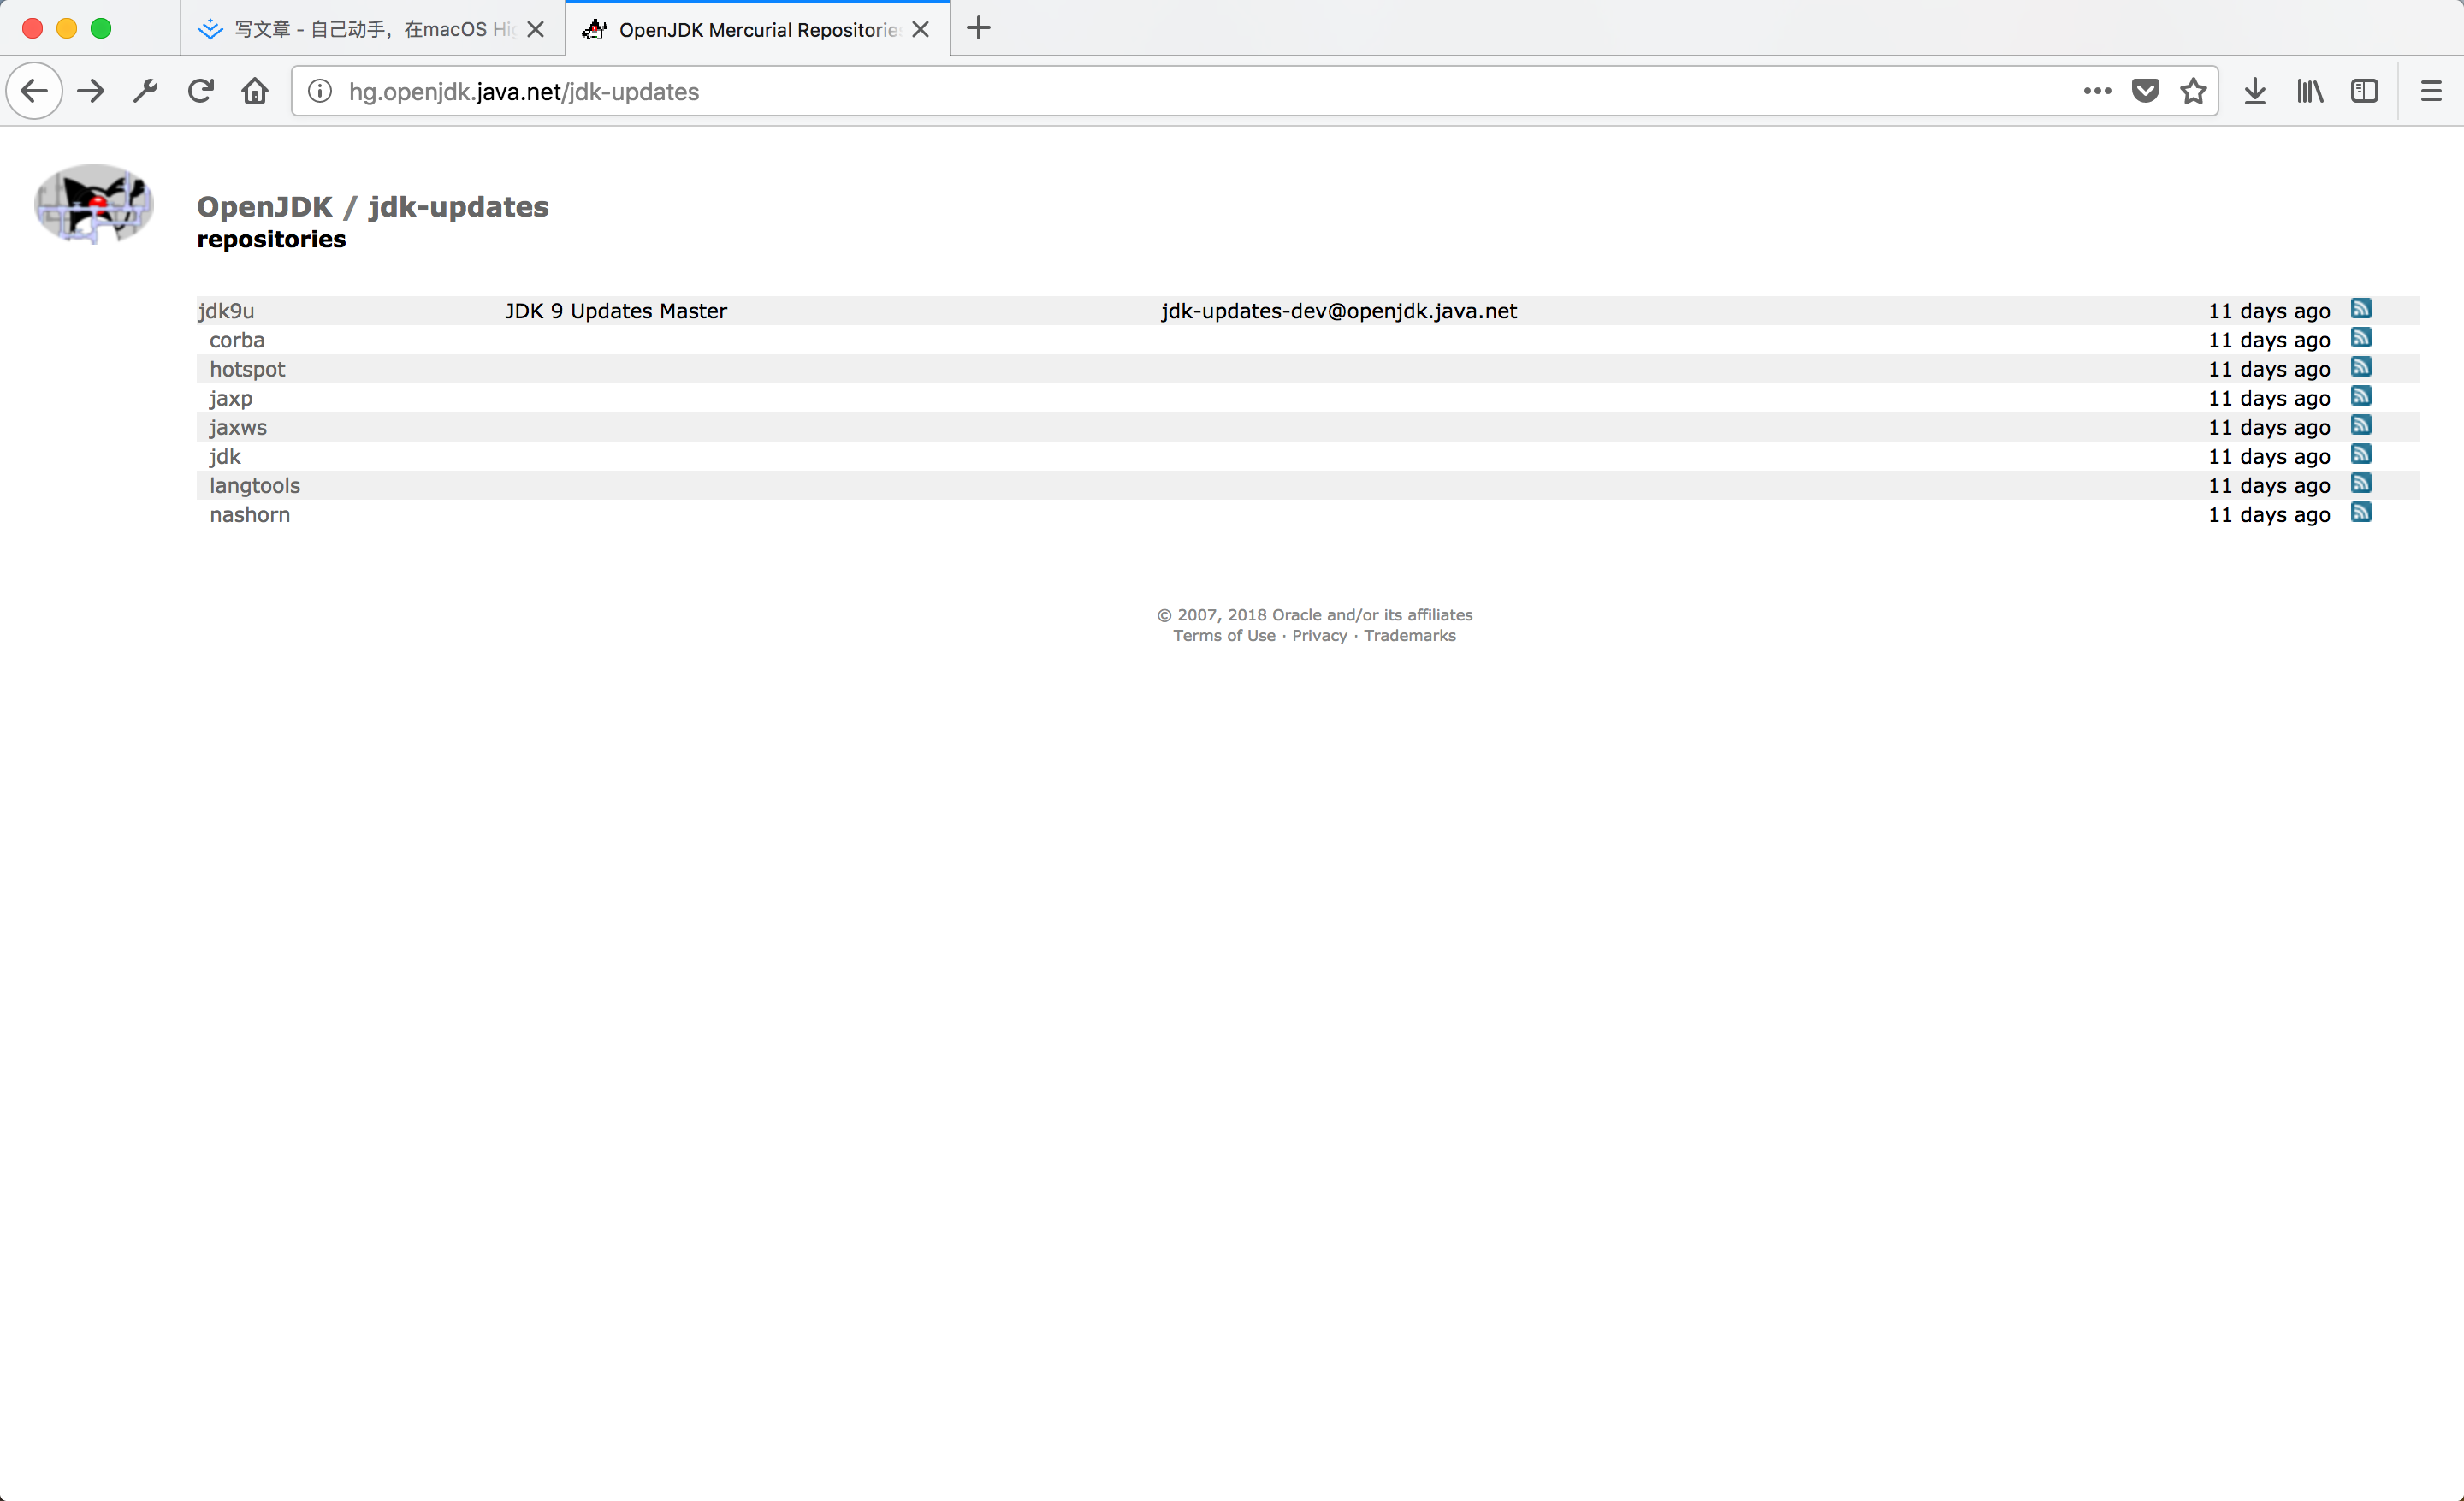 写文章 - 自己动手，在macOS Hig
OpenJDK Mercurial Repositories
hg.openjdk.java.net/jdk-updates
OpenJDK / jdk-updates
repositories
jdk9u JDK 9 Updates Master jdk-updates-dev@openjdk.java.net 11 days ago
corba 11 days ago
hotspot 11 days ago
jaxp 11 days ago
jaxws 11 days ago
jdk 11 days ago
langtools 11 days ago
nashorn 11 days ago
© 2007, 2018 Oracle and/or its affiliates
Terms of Use · Privacy · Trademarks